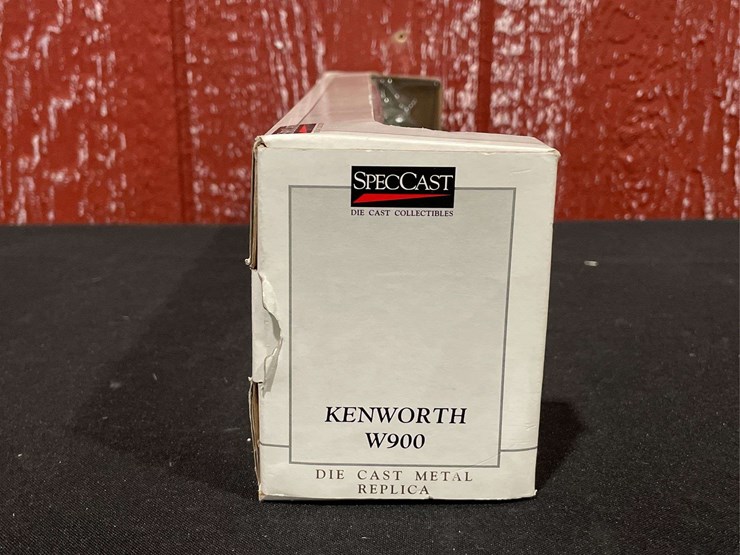 SPECCAST
DIE CAST COLLECTIBLES
KENWORTH
W900
DIE CAST METAL
REPLICA